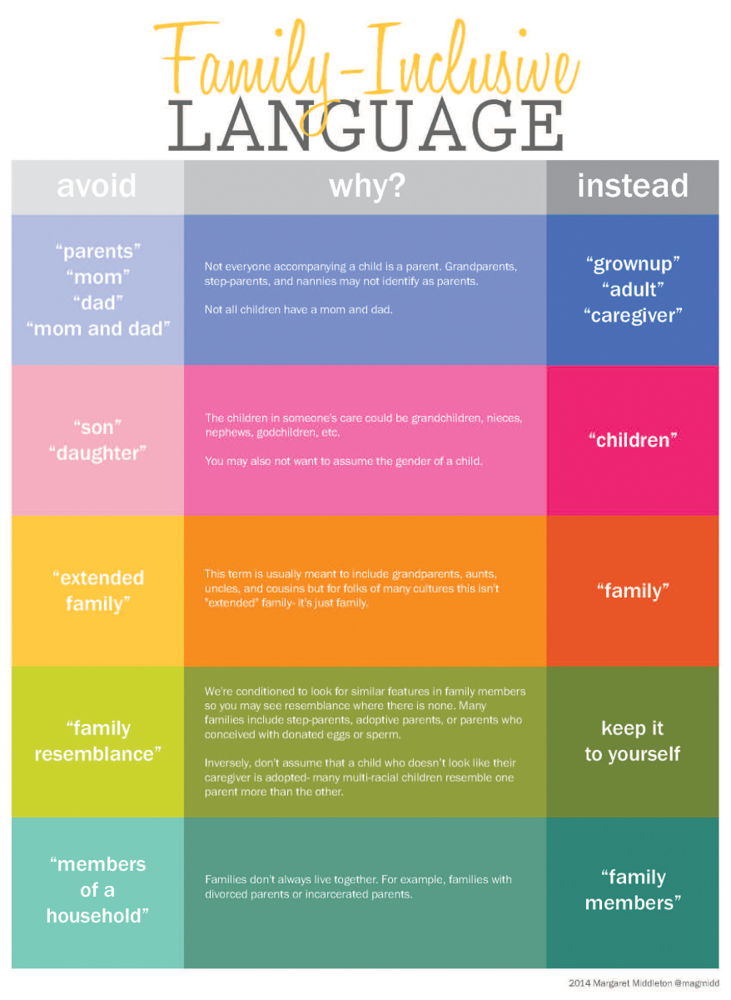 Family-Inclusive
LANGUAGE
avoid
why?
instead
“parents”
“mom”
“dad”
“mom and dad”
Not everyone accompanying a child is a parent. Grandparents,
step-parents, and nannies may not identify as parents.
Not all children have a mom and dad.
“grownup”
“adult”
“caregiver”
“son”
“daughter”
The children in someone's care could be grandchildren, nieces,
nephews, godchildren, etc.
You may also not want to assume the gender of a child.
“children”
“extended
family”
This term is usually meant to include grandparents, aunts,
uncles, and cousins but for folks of many cultures this isn't
"extended" family- it's just family.
“family”
“family
resemblance”
We're conditioned to look for similar features in family members
so you may see resemblance where there is none. Many
families include step-parents, adoptive parents, or parents who
conceived with donated eggs or sperm.
Inversely, don't assume that a child who doesn't look like their
caregiver is adopted- many multi-racial children resemble one
parent more than the other.
keep it
to yourself
“members
of a
household”
Families don't always live together. For example, families with
divorced parents or incarcerated parents.
“family
members”
2014 Margaret Middleton @magmidd